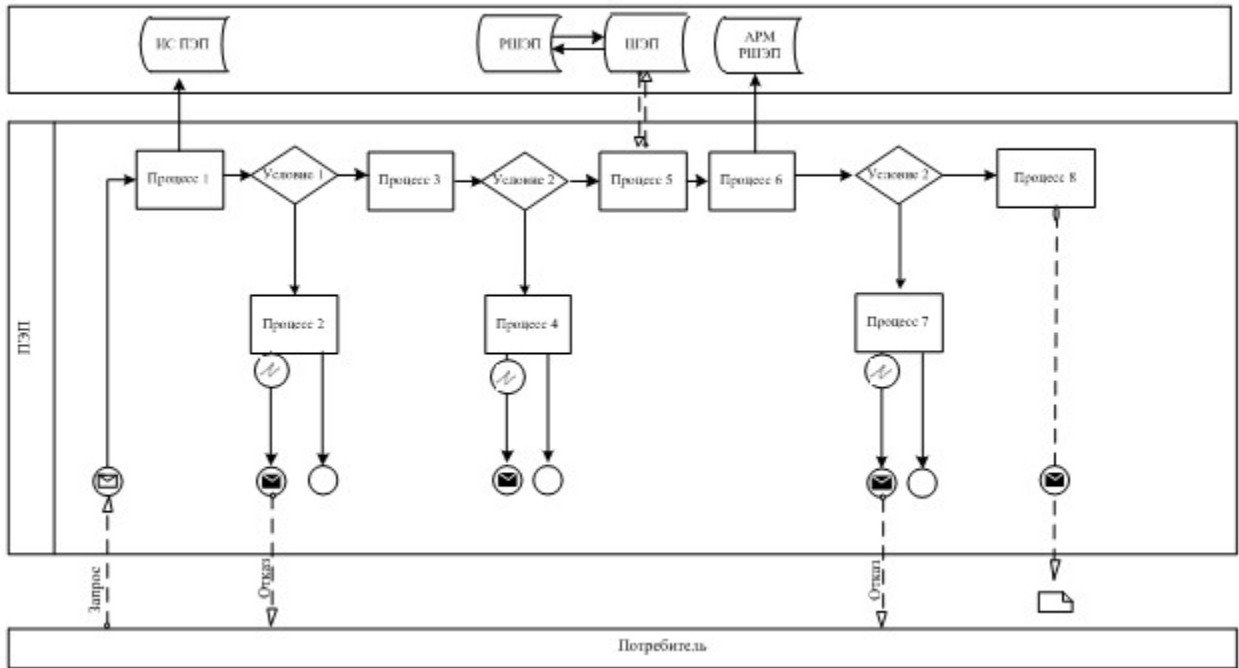 ИС ПЭП
РШЭП
ШЭП
АРМ
РШЭП
ПЭП
Процесс 1
Условие 1
Процесс 3
Условие 2
Процесс 5
Процесс 6
Условие 2
Процесс 8
Процесс 2
Процесс 4
Процесс 7
Запрос
Отказ
Отказ
Потребитель